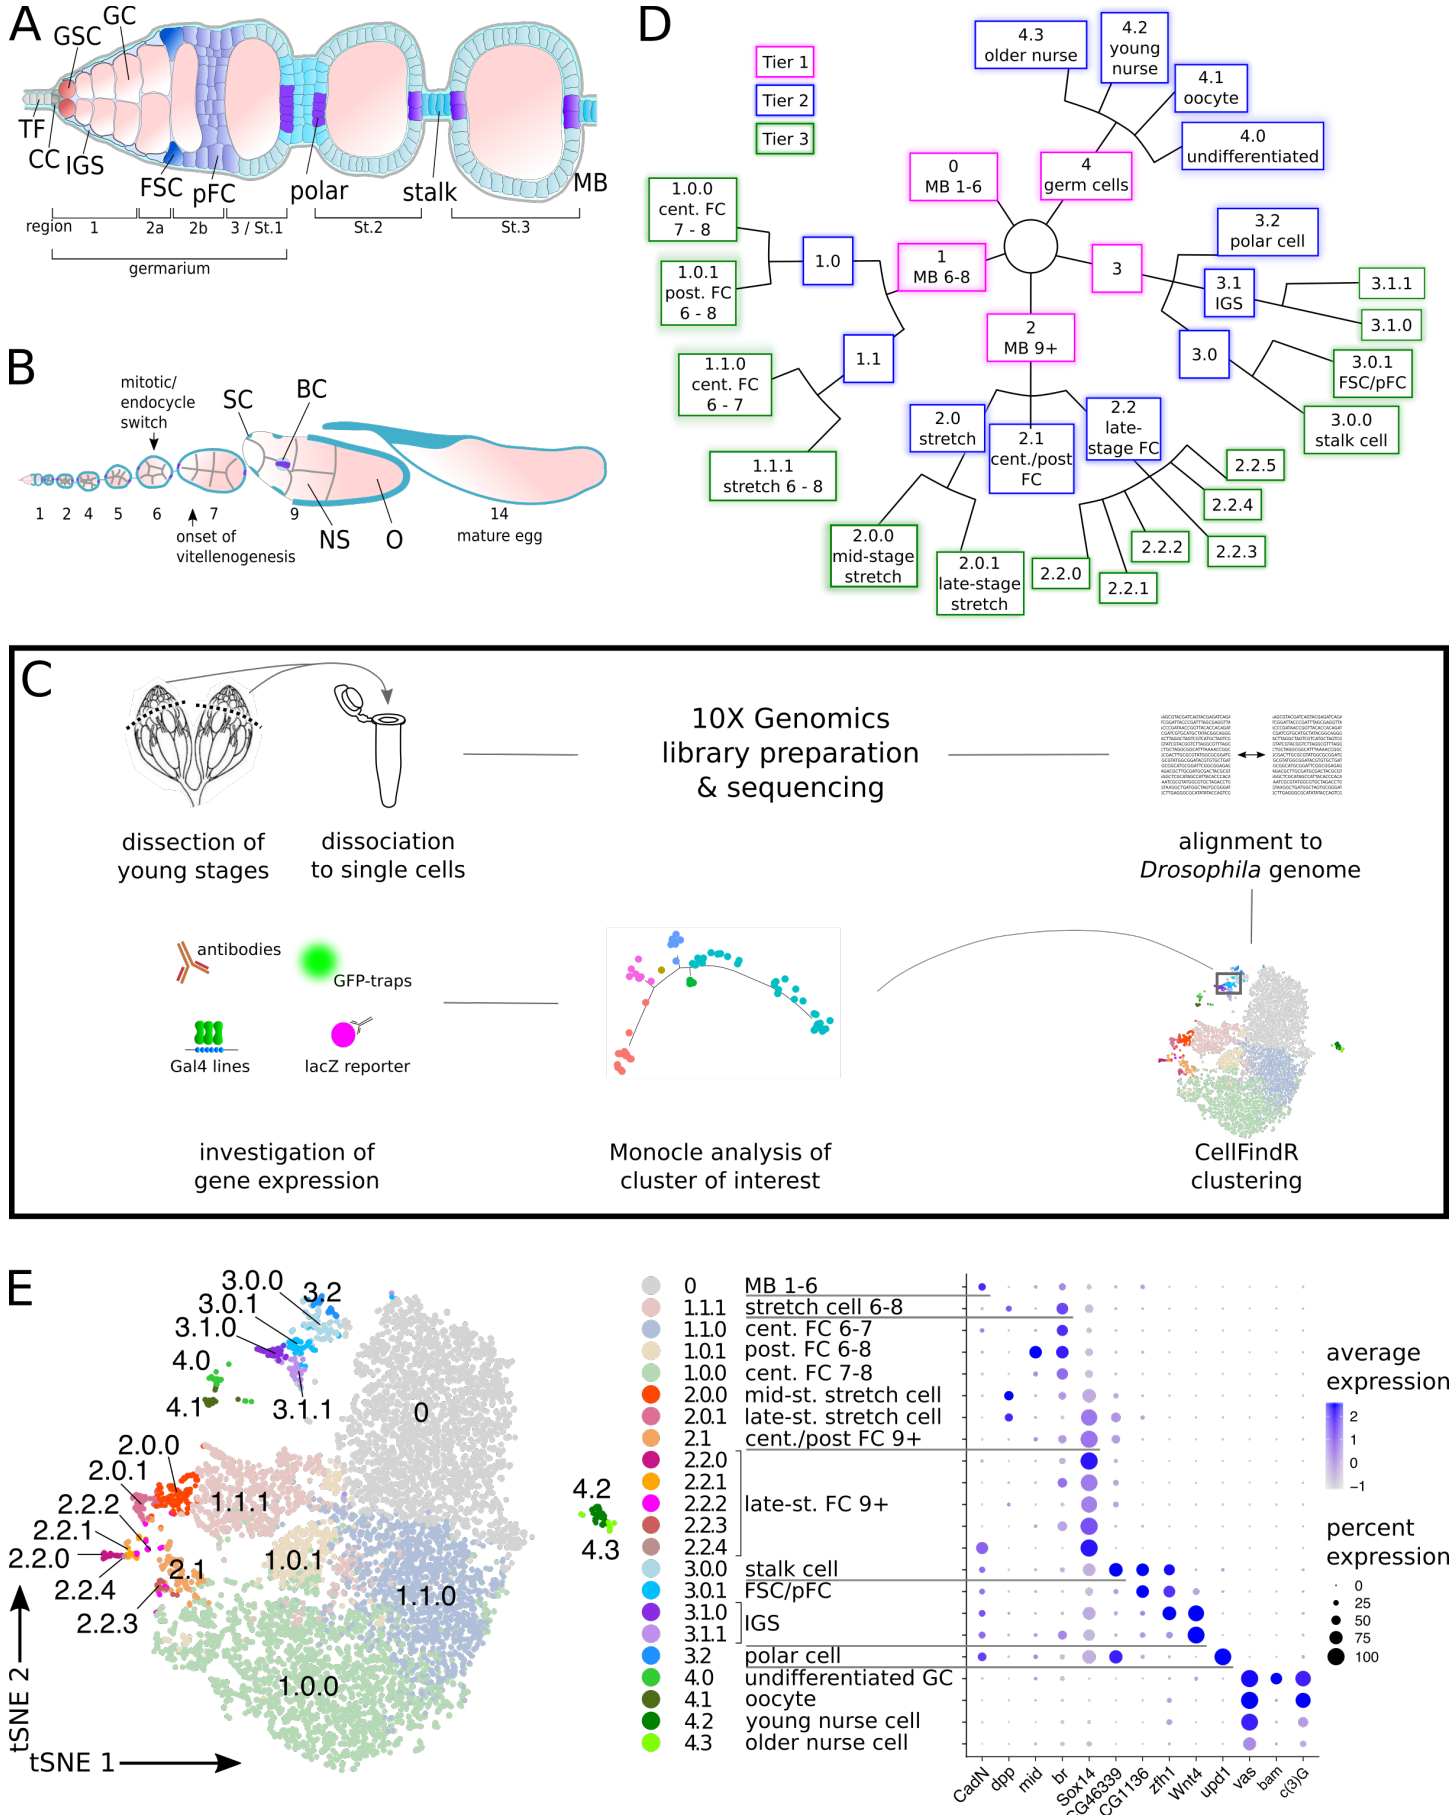 A
GC
GSC
TF
CC
IGS
FSC
pFC
polar
stalk
MB
region
1
2a
2b
3 / St.1
St.2
St.3
germarium
B
mitotic/
endocycle
switch
SC
BC
1
2
4
5
6
7
9
14
onset of
vitellenogenesis
NS
O
mature egg
D
Tier 1
Tier 2
Tier 3
4.3
older nurse
4.2
young
nurse
4.1
oocyte
4.0
undifferentiated
0
MB 1-6
4
germ cells
1.0.0
cent. FC
7 - 8
1.0.1
post. FC
6 - 8
1.0
1
MB 6-8
3
3.2
polar cell
3.1
IGS
3.1.1
3.1.0
2
MB 9+
1.1
3.0
3.0.1
FSC/pFC
3.0.0
stalk cell
1.1.0
cent. FC
6 - 7
1.1.1
stretch 6 - 8
2.0
stretch
2.1
cent./post
FC
2.2
late-
stage FC
2.2.5
2.2.4
2.2.3
2.2.2
2.2.1
2.2.0
2.0.0
mid-stage
stretch
2.0.1
late-stage
stretch
C
10X Genomics
library preparation
& sequencing
dissection of
young stages
dissociation
to single cells
alignment to
Drosophila genome
antibodies
GFP-traps
Gal4 lines
lacZ reporter
investigation of
gene expression
Monocle analysis of
cluster of interest
CellFindR
clustering
E
3.0.0
3.2
3.0.1
3.1.0
4.0
4.1
3.1.1
0
2.0.0
2.0.1
2.2.2
2.2.1
2.2.0
2.2.4
2.2.3
1.1.1
1.0.1
2.1
1.1.0
1.0.0
4.2
4.3
tSNE 2
tSNE 1
0 MB 1-6
1.1.1 stretch cell 6-8
1.1.0 cent. FC 6-7
1.0.1 post. FC 6-8
1.0.0 cent. FC 7-8
2.0.0 mid-st. stretch cell
2.0.1 late-st. stretch cell
2.1 cent./post FC 9+
2.2.0
2.2.1
2.2.2 late-st. FC 9+
2.2.3
2.2.4
3.0.0 stalk cell
3.0.1 FSC/pFC
3.1.0
IGS
3.1.1
3.2 polar cell
4.0 undifferentiated GC
4.1 oocyte
4.2 young nurse cell
4.3 older nurse cell
CadN
dpp
mid
br
Sox14
CG46339
CG1136
zfh1
Wnt4
upd1
vas
bam
c(3)G
average
expression
2
1
0
−1
percent
expression
0
25
50
75
100